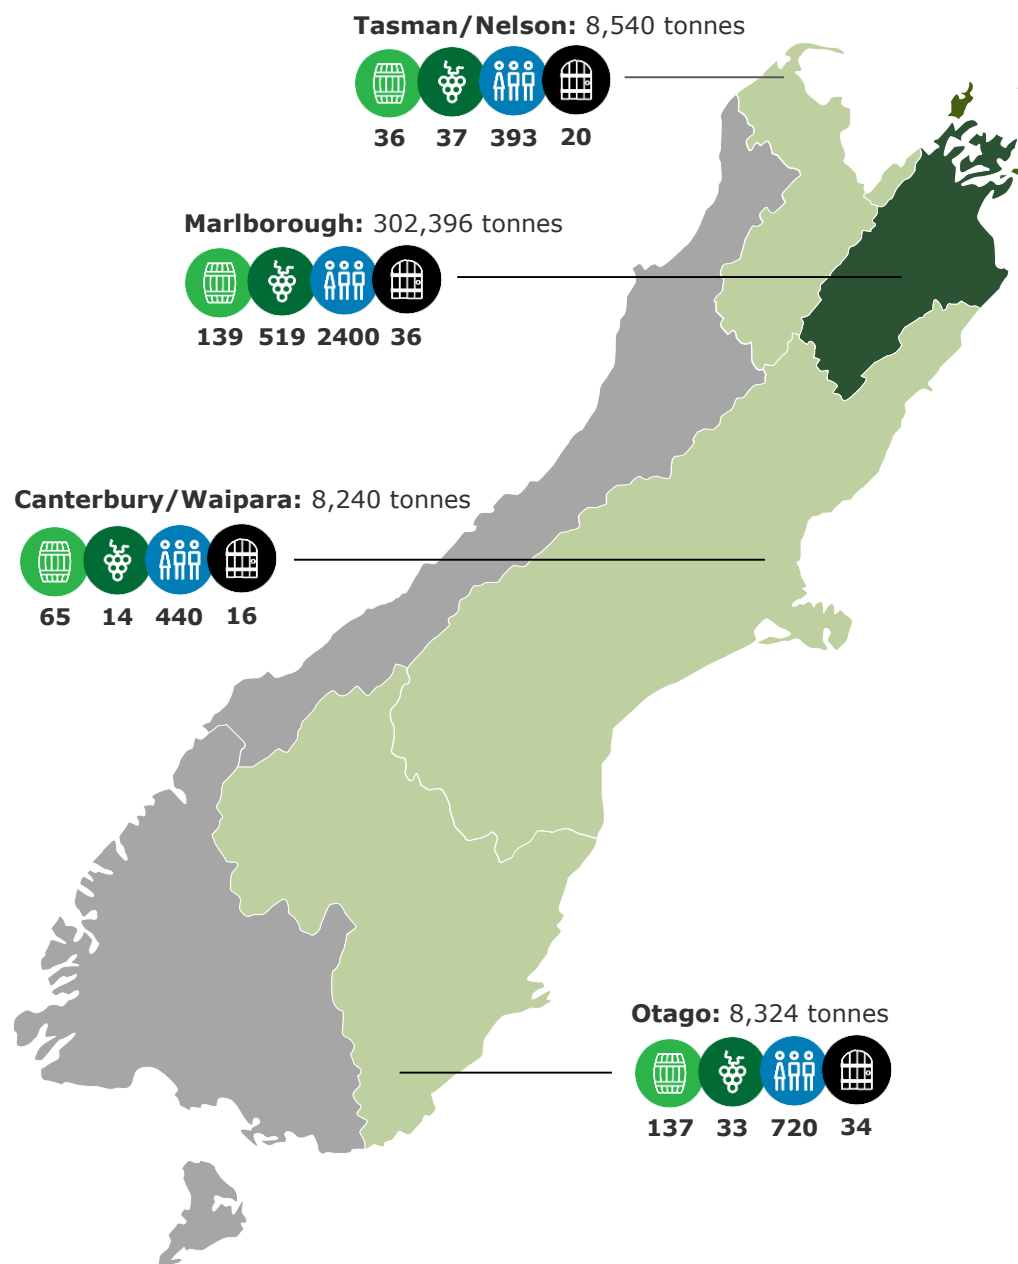 Tasman/Nelson: 8,540 tonnes
36 37 393 20
Marlborough: 302,396 tonnes
139 519 2400 36
Canterbury/Waipara: 8,240 tonnes
65 14 440 16
Otago: 8,324 tonnes
137 33 720 34